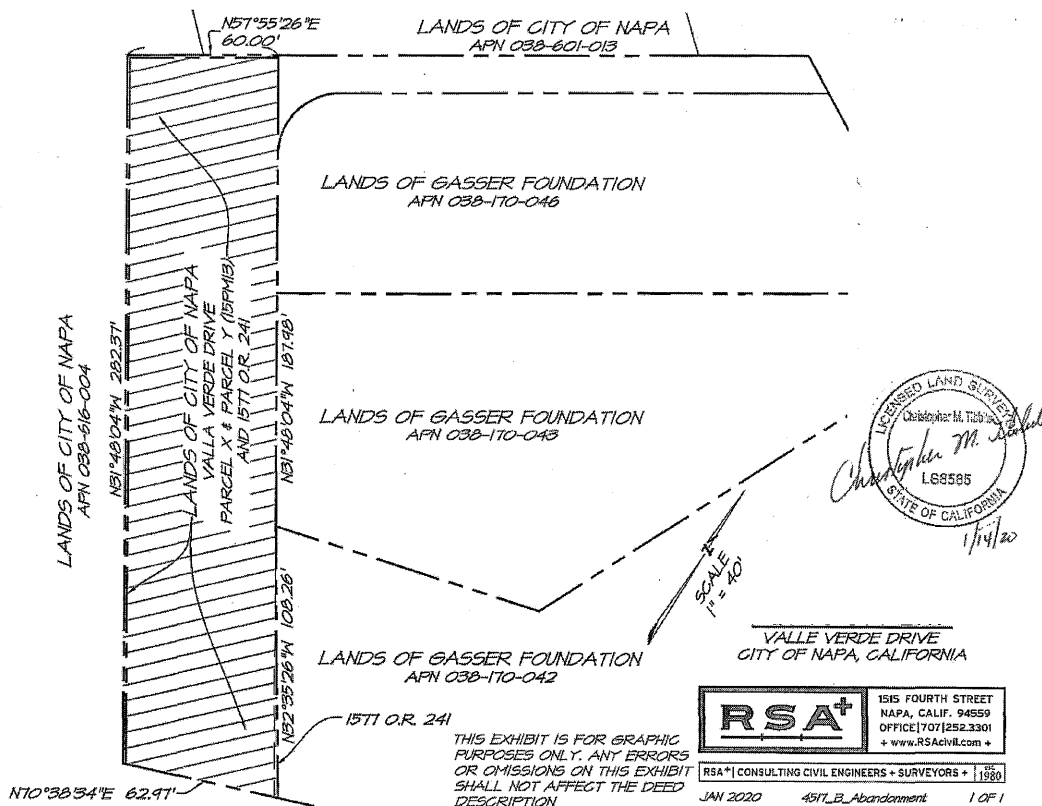 N57°55'26"E
60.00'
LANDS OF CITY OF NAPA
APN 038-601-013
LANDS OF GASSER FOUNDATION
APN 038-170-046
LANDS OF CITY OF NAPA
APN 038-616-004
N31°48'04"W 282.37'
LANDS OF CITY OF NAPA
VALLA VERDE DRIVE
PARCEL X & PARCEL Y (15PM13)
AND 1577 O.R. 241
N31°48'04"W 187.98'
LANDS OF GASSER FOUNDATION
APN 038-170-043
LICENSED LAND SURVEYOR
Christopher M.
Christopher M.
LS8585
STATE OF CALIFORNIA
1/14/20
Z
SCALE
1" = 40'
N32°35'26"W 108.26'
LANDS OF GASSER FOUNDATION
APN 038-170-042
VALLE VERDE DRIVE
CITY OF NAPA, CALIFORNIA
1577 O.R. 241
N70°38'34"E 62.97'
THIS EXHIBIT IS FOR GRAPHIC
PURPOSES ONLY. ANY ERRORS
OR OMISSIONS ON THIS EXHIBIT
SHALL NOT AFFECT THE DEED
DESCRIPTION
RSA+
1515 FOURTH STREET
NAPA, CALIF. 94559
OFFICE|707|252.3301
+ www.RSAcivil.com +
RSA+| CONSULTING CIVIL ENGINEERS + SURVEYORS + est. 1980
JAN 2020 4517_B_Abandonment 1 OF 1